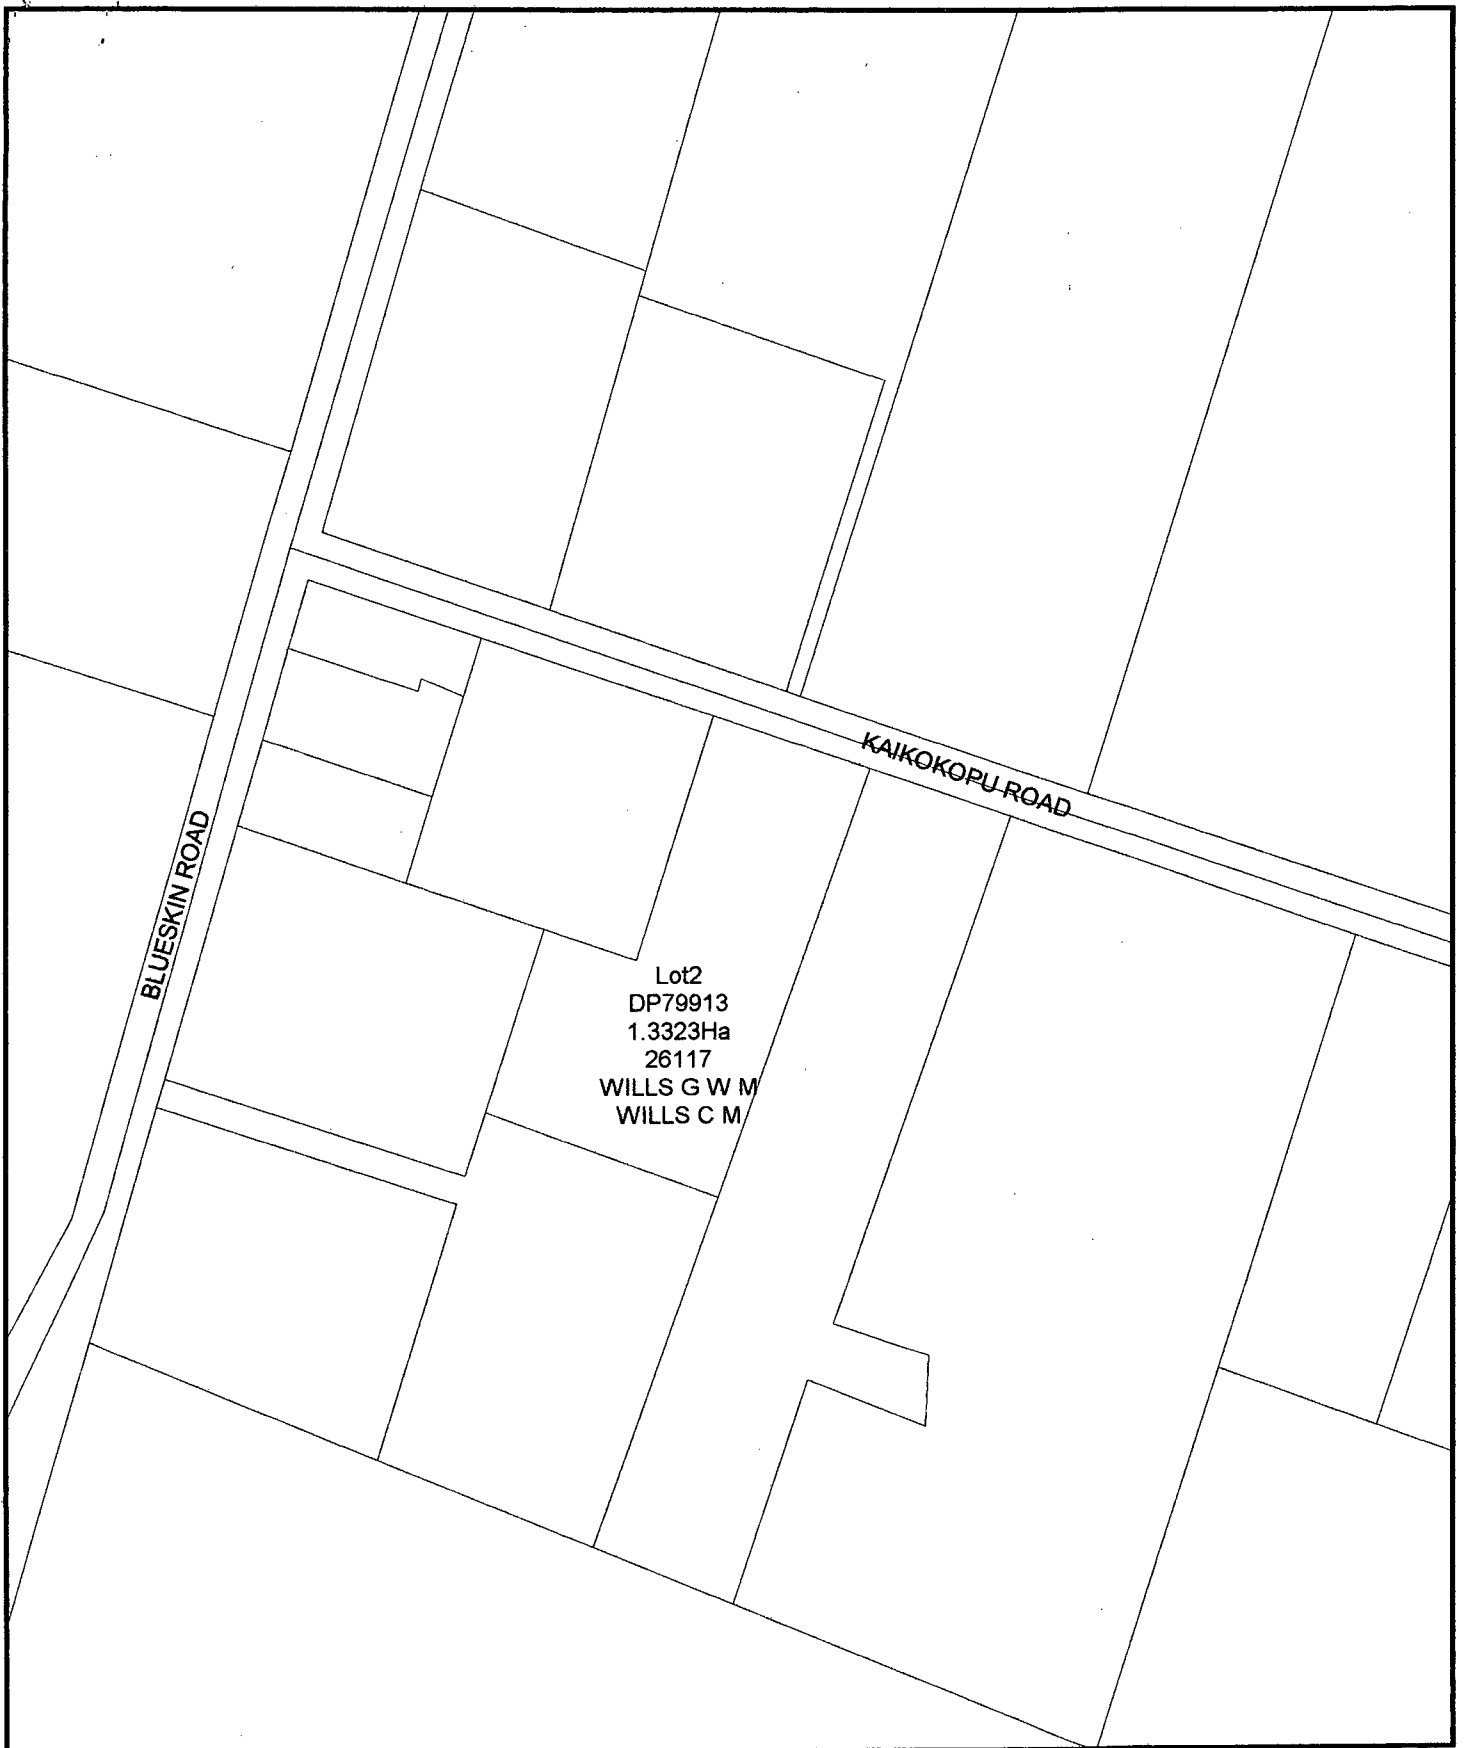 KAIKOKOPU ROAD
BLUESKIN ROAD
Lot2
DP79913
1.3323Ha
26117
WILLS G W M
WILLS C M